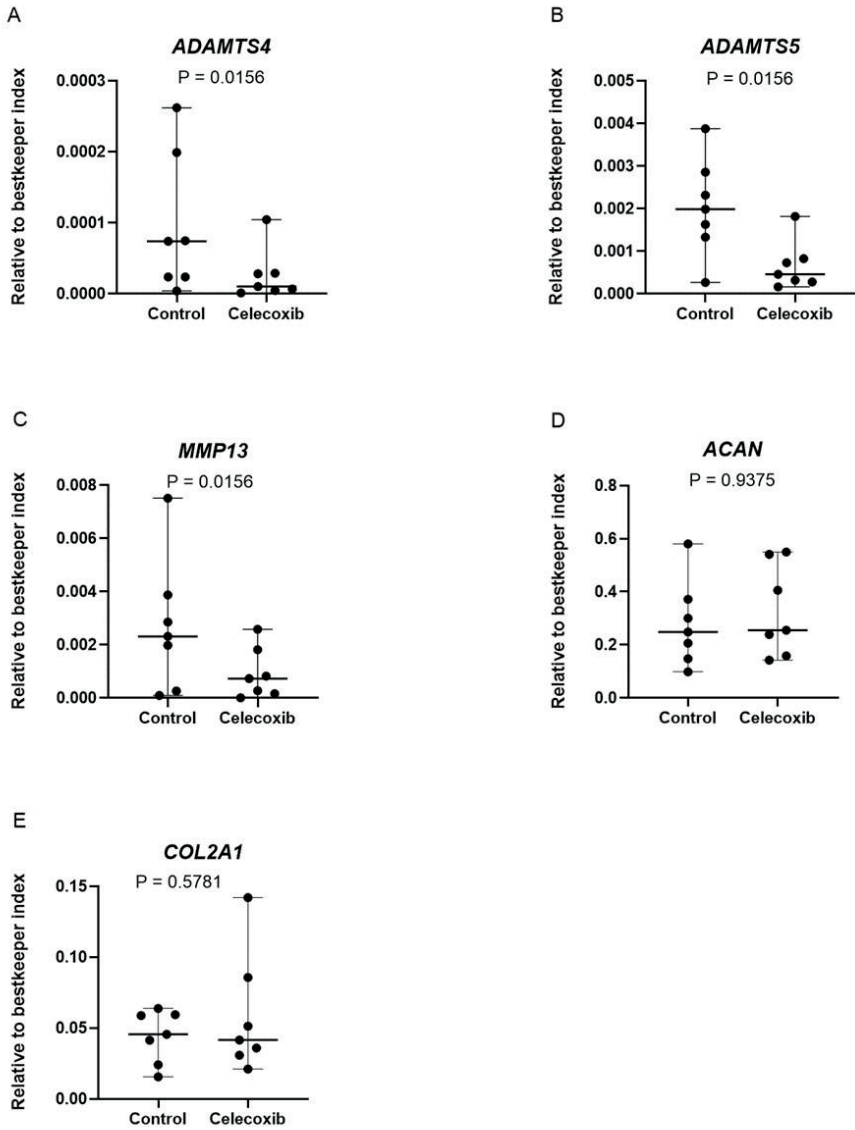 A
ADAMTS4
P = 0.0156
Relative to bestkeeper index
0.0003
0.0002
0.0001
0.0000
Control Celecoxib
B
ADAMTS5
P = 0.0156
Relative to bestkeeper index
0.005
0.004
0.003
0.002
0.001
0.000
Control Celecoxib
C
MMP13
P = 0.0156
Relative to bestkeeper index
0.008
0.006
0.004
0.002
0.000
Control Celecoxib
D
ACAN
P = 0.9375
Relative to bestkeeper index
0.8
0.6
0.4
0.2
0.0
Control Celecoxib
E
COL2A1
P = 0.5781
Relative to bestkeeper index
0.15
0.10
0.05
0.00
Control Celecoxib